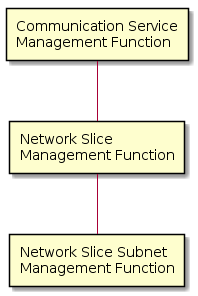 Communication Service
Management Function
Network Slice
Management Function
Network Slice Subnet
Management Function